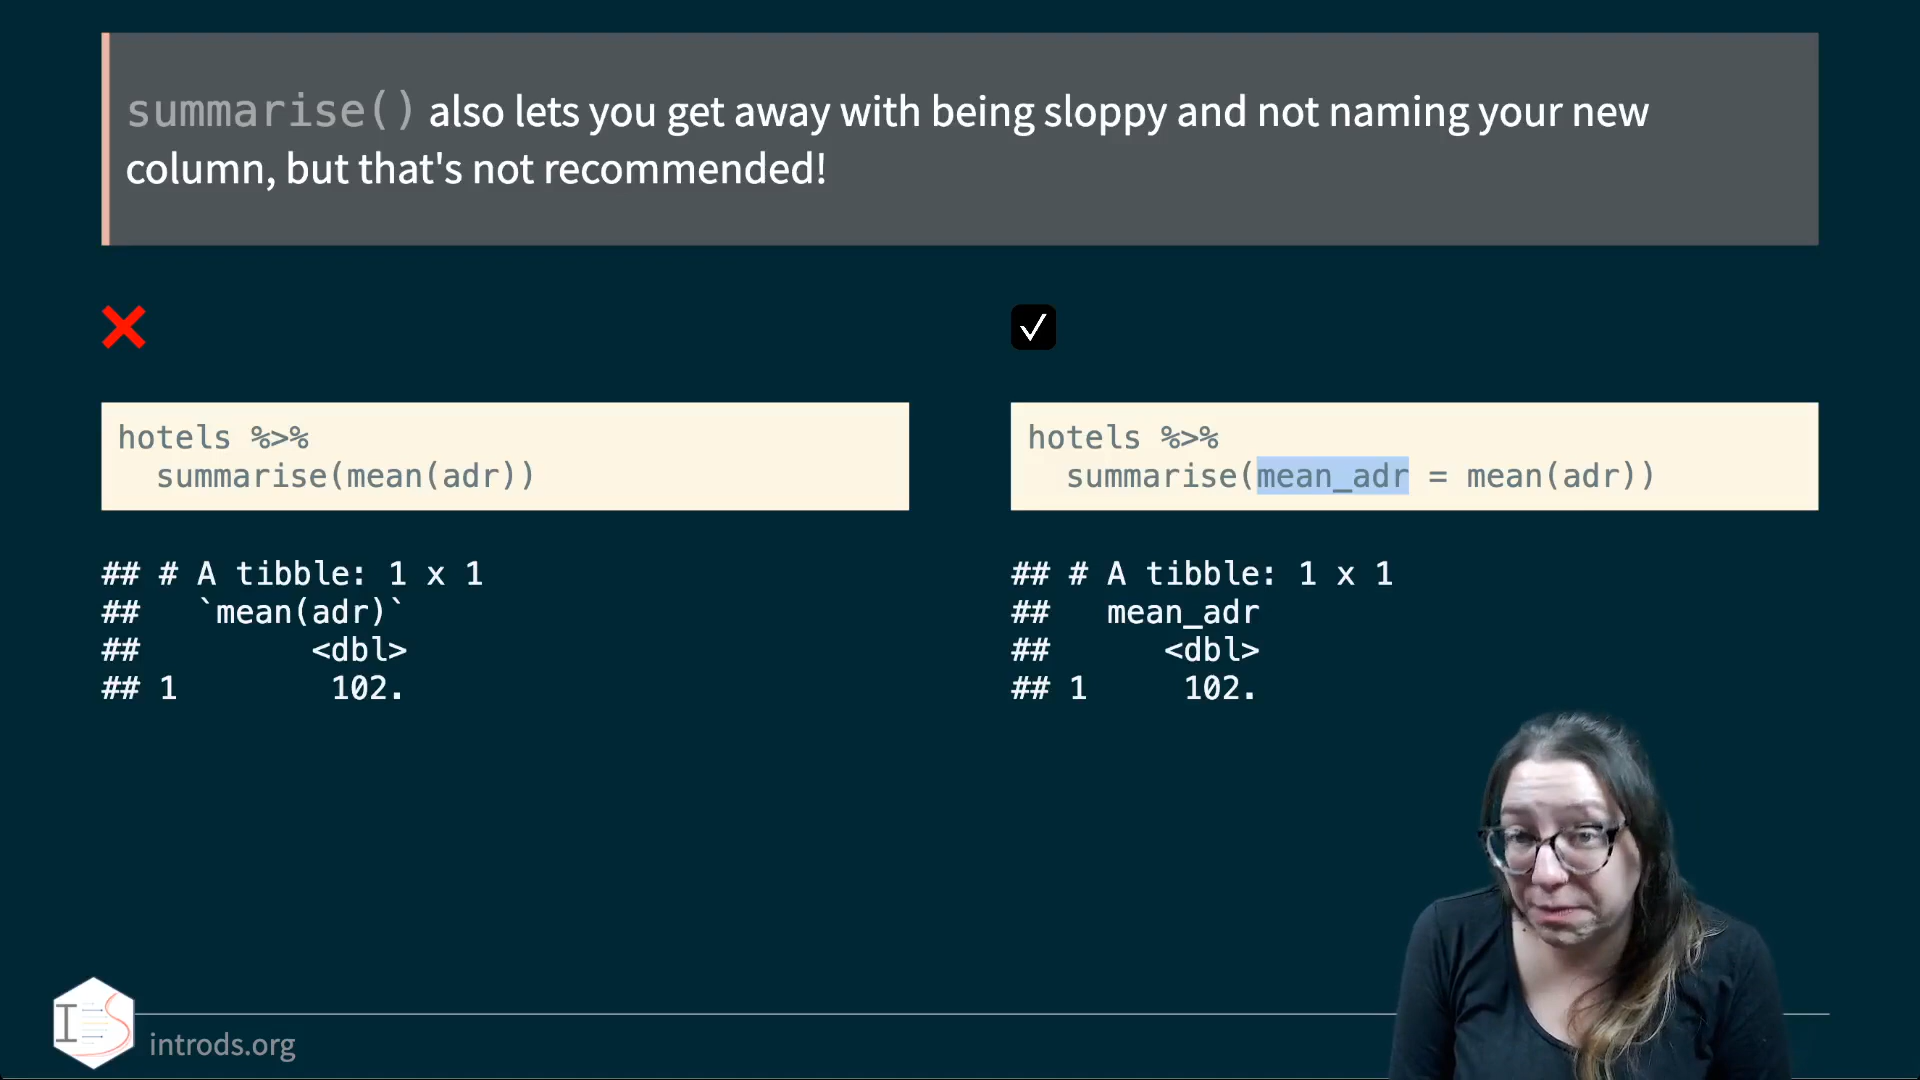 summarise() also lets you get away with being sloppy and not naming your new
column, but that's not recommended!
hotels %>%
  summarise(mean(adr))
## # A tibble: 1 x 1
##   `mean(adr)`
##         <dbl>
## 1        102.
hotels %>%
  summarise(mean_adr = mean(adr))
## # A tibble: 1 x 1
##   mean_adr
##      <dbl>
## 1     102.
IS
introds.org